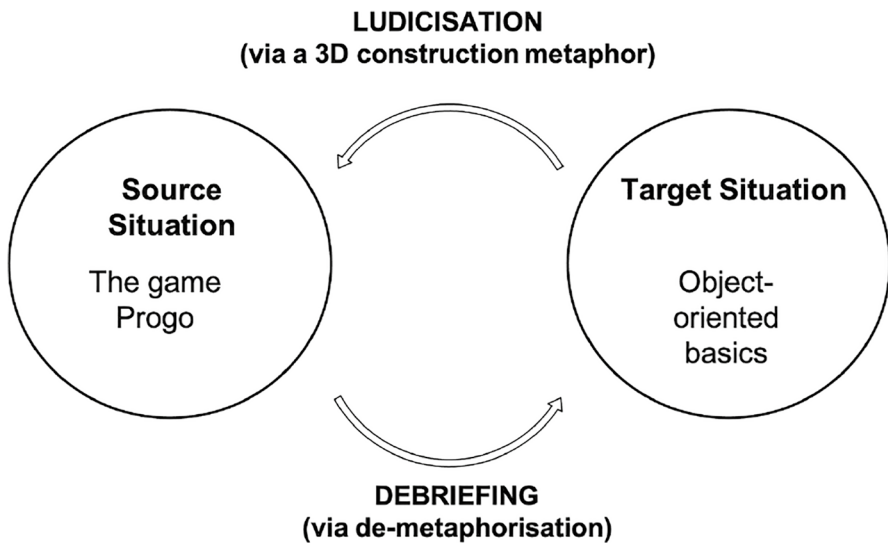 LUDICISATION
(via a 3D construction metaphor)
Source
Situation
The game
Progo
Target Situation
Object-
oriented
basics
DEBRIEFING
(via de-metaphorisation)